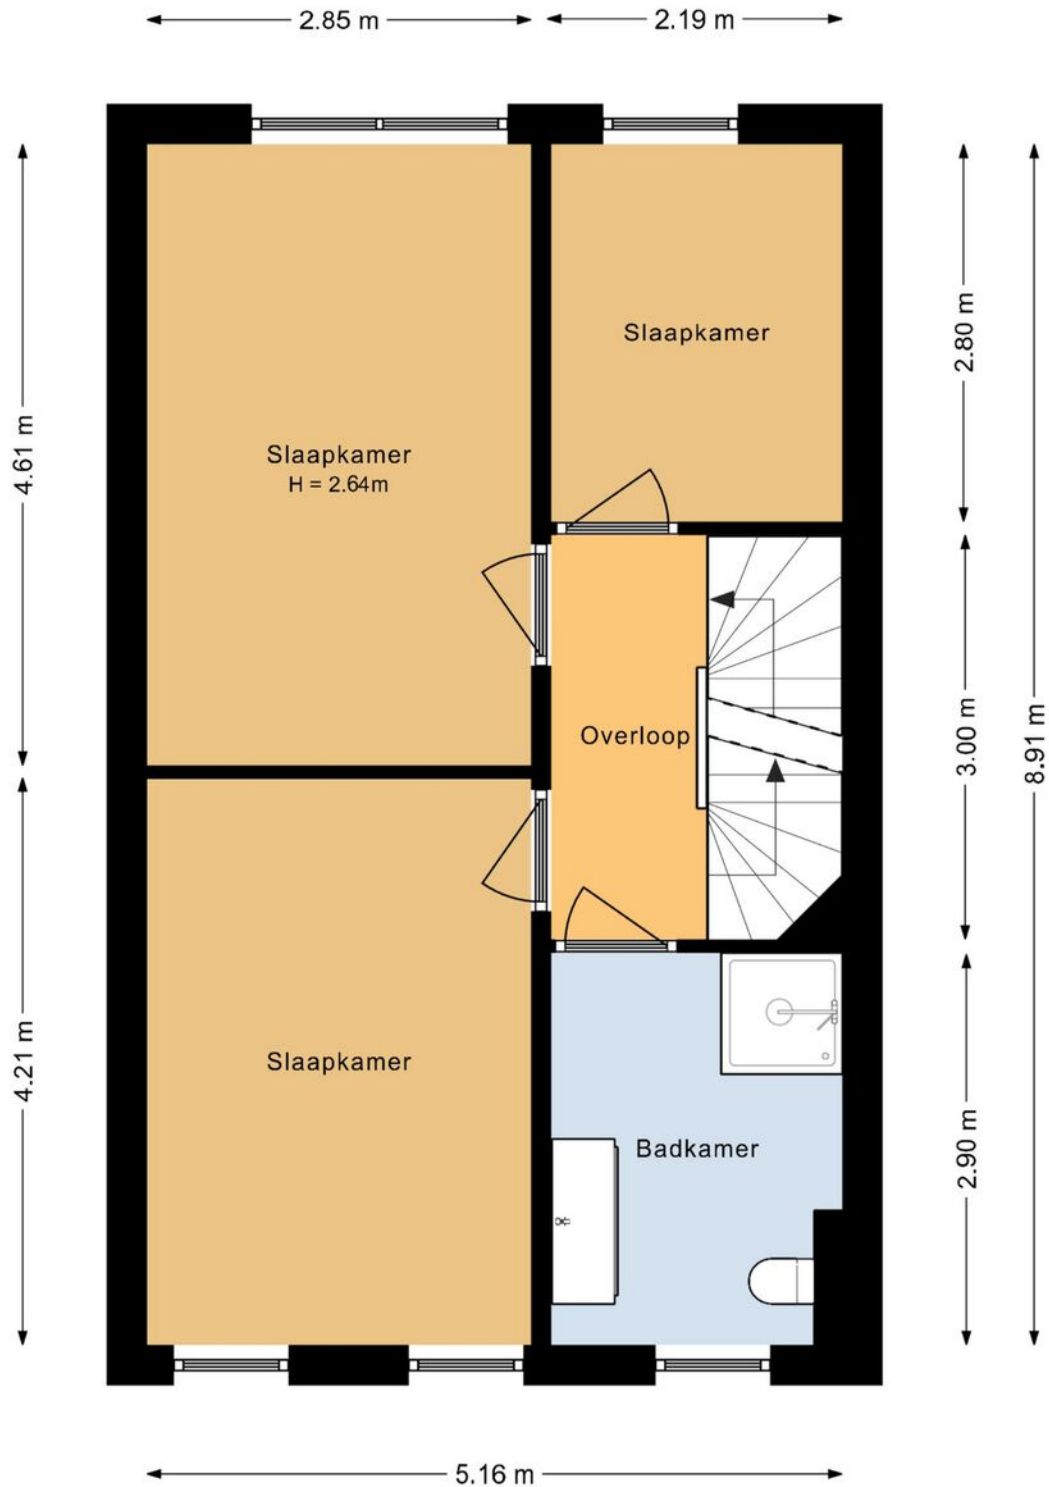 2.85 m
2.19 m
4.61 m
2.80 m
8.91 m
Slaapkamer
H = 2.64m
Slaapkamer
3.00 m
Overloop
4.21 m
Slaapkamer
Badkamer
2.90 m
5.16 m